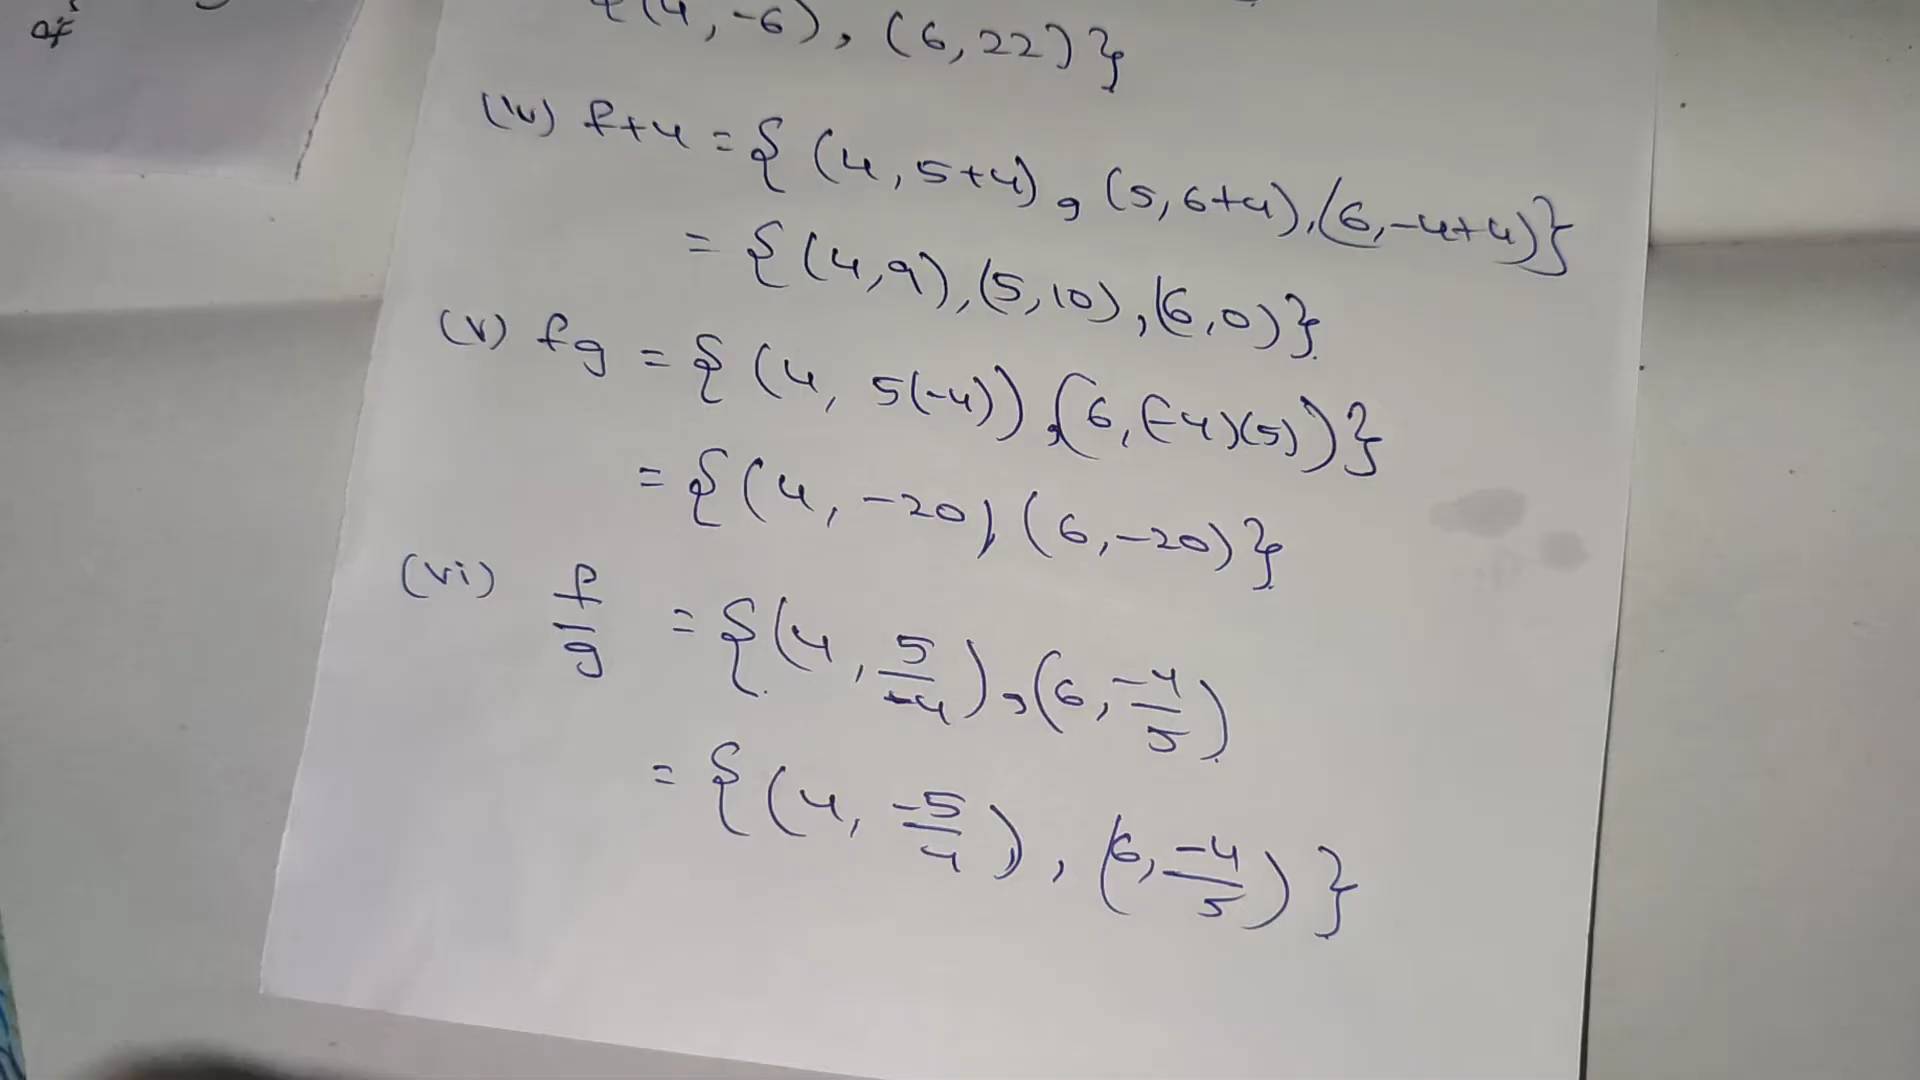 of
{(4, -6), (6, 22)}
(iv) f+4 = {(4, 5+4), (5, 6+4), (6, -4+4)}
= {(4, 9), (5, 10), (6, 0)}
(v) fg = {(4, 5(-4)), (6, (-4)(5))}
= {(4, -20), (6, -20)}
(vi) f/g = {(4, 5/-4), (6, -4/5)
= {(4, -5/4), (6, -4/5)}